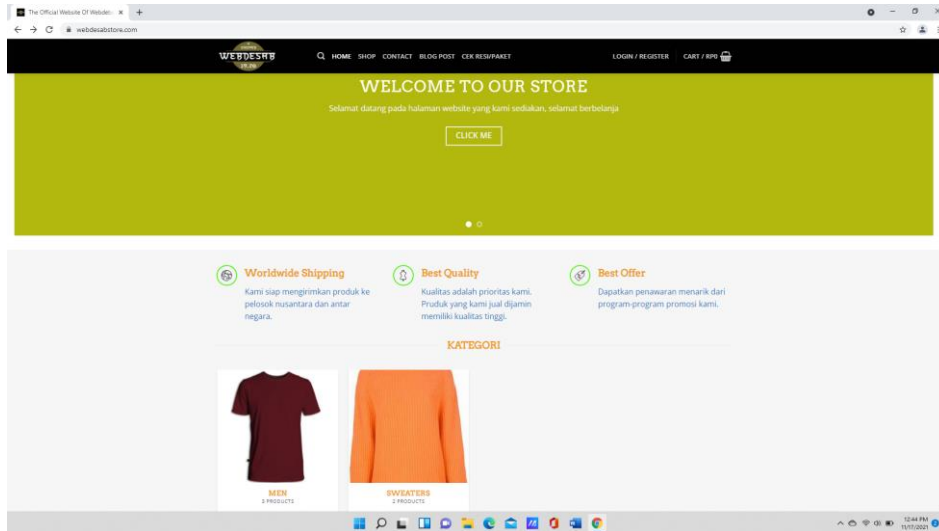 The Official Website Of Webdes
webdesabstore.com
WEBDESAB
HOME SHOP CONTACT BLOG POST CEK RESI/PAKET
LOGIN / REGISTER CART / RP0
WELCOME TO OUR STORE
Selamat datang pada halaman website yang kami sediakan, selamat berbelanja
CLICK ME
Worldwide Shipping
Kami siap mengirimkan produk ke
pelosok nusantara dan antar
negara.
Best Quality
Kualitas adalah prioritas kami.
Pruduk yang kami jual dijamin
memiliki kualitas tinggi.
Best Offer
Dapatkan penawaran menarik dari
program-program promosi kami.
KATEGORI
MEN
3 PRODUCTS
SWEATERS
2 PRODUCTS
12:44 PM
11/17/2021